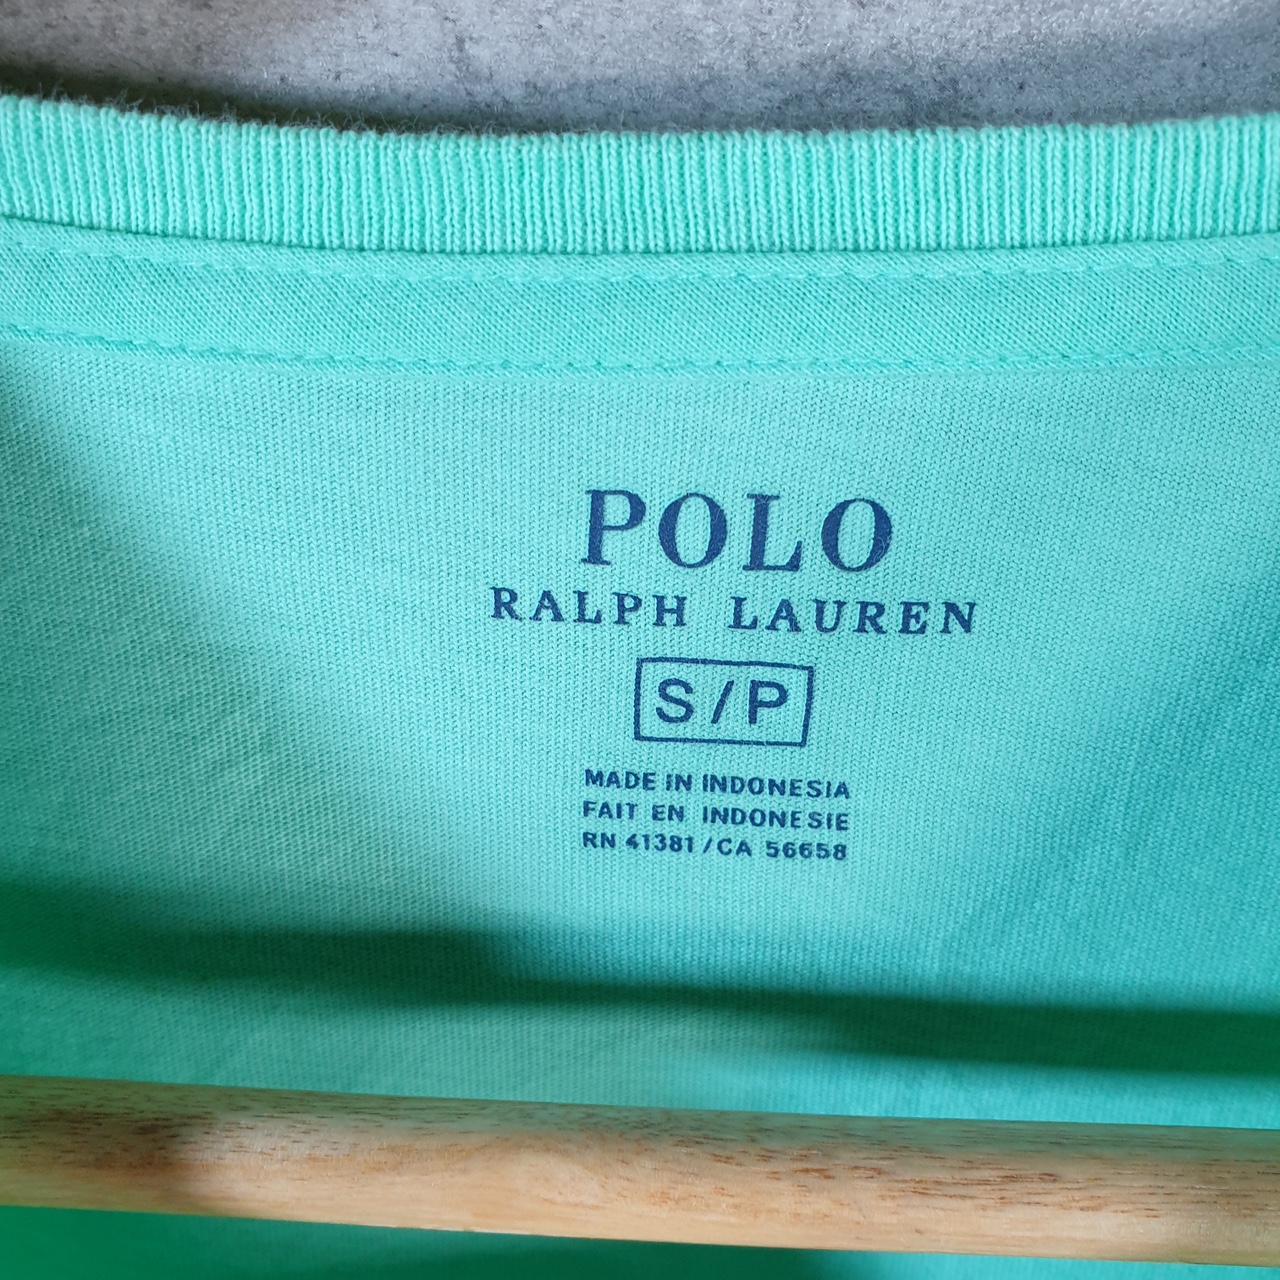 POLO
RALPH LAUREN
S/P
MADE IN INDONESIA
FAIT EN INDONESIE
RN 41381/CA 56658